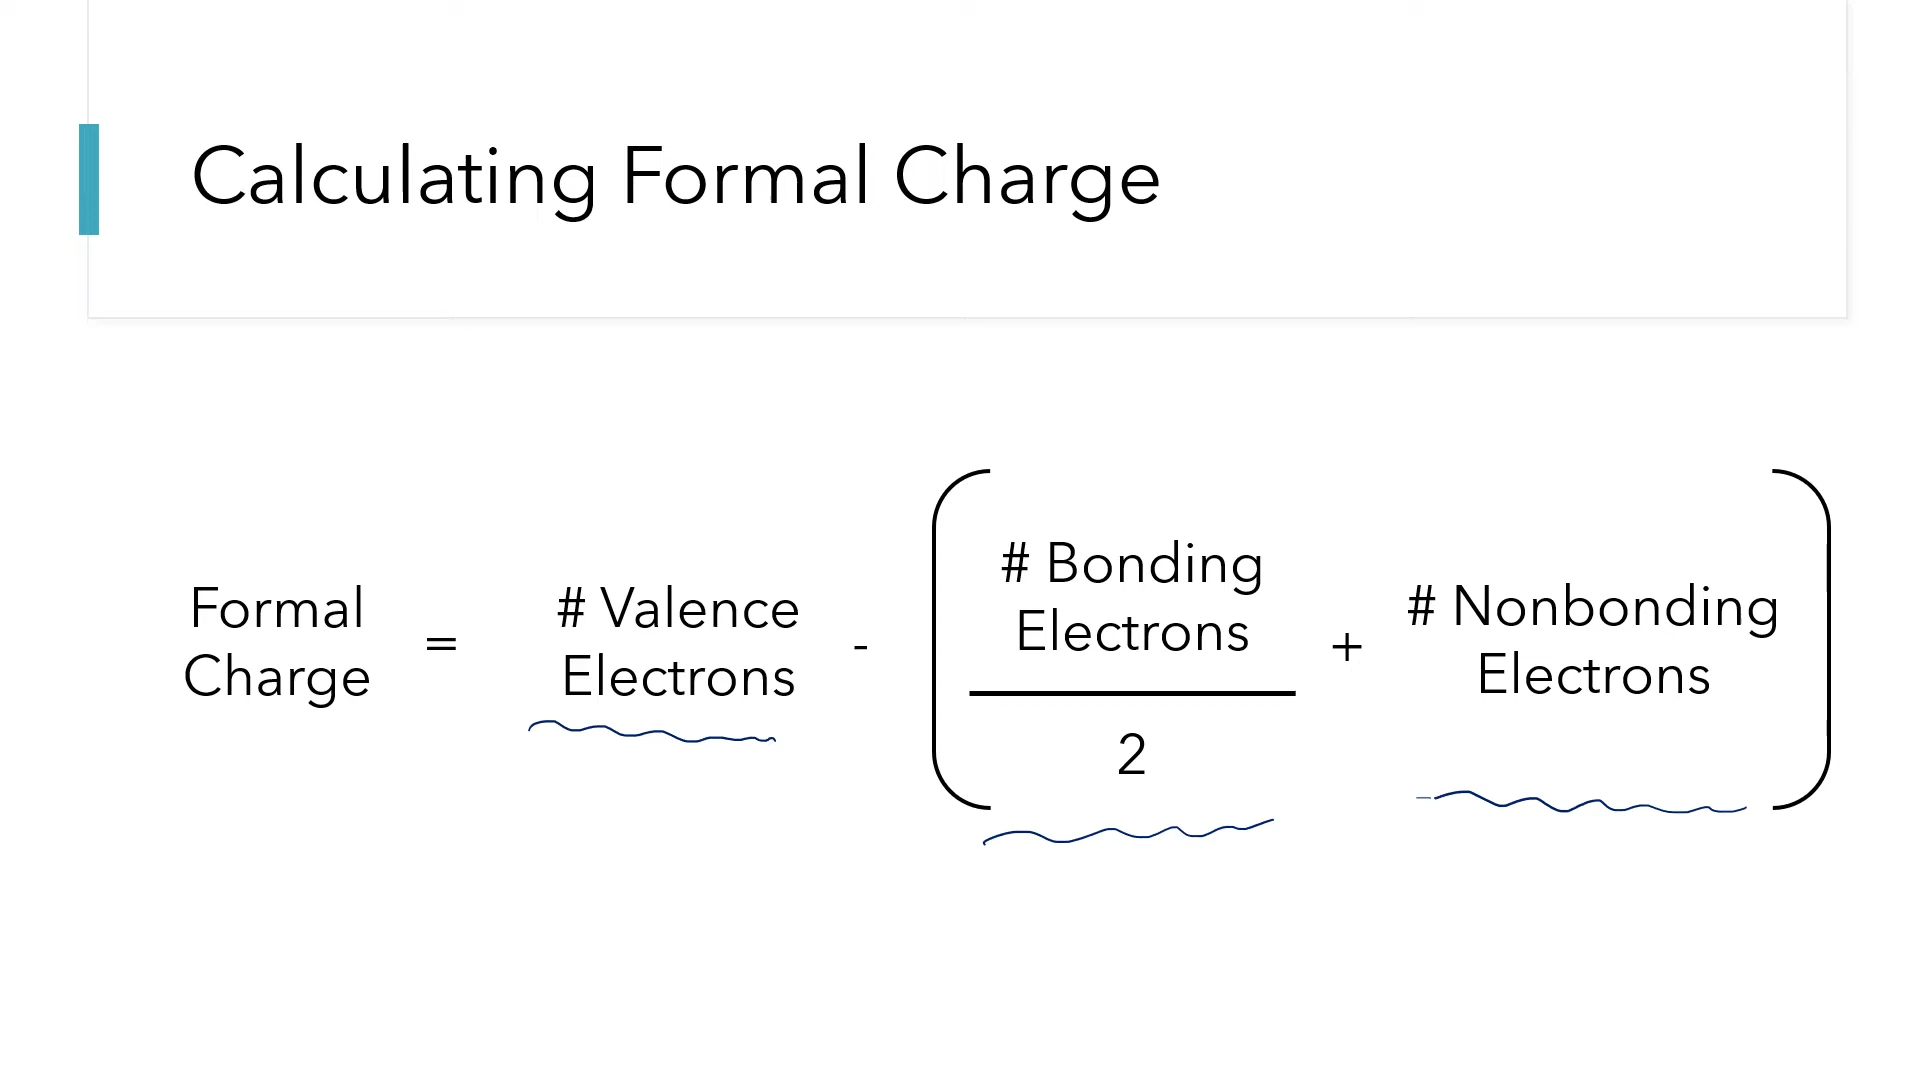 Calculating Formal Charge
Formal
Charge
=
# Valence
Electrons
-
# Bonding
Electrons
2
+
# Nonbonding
Electrons